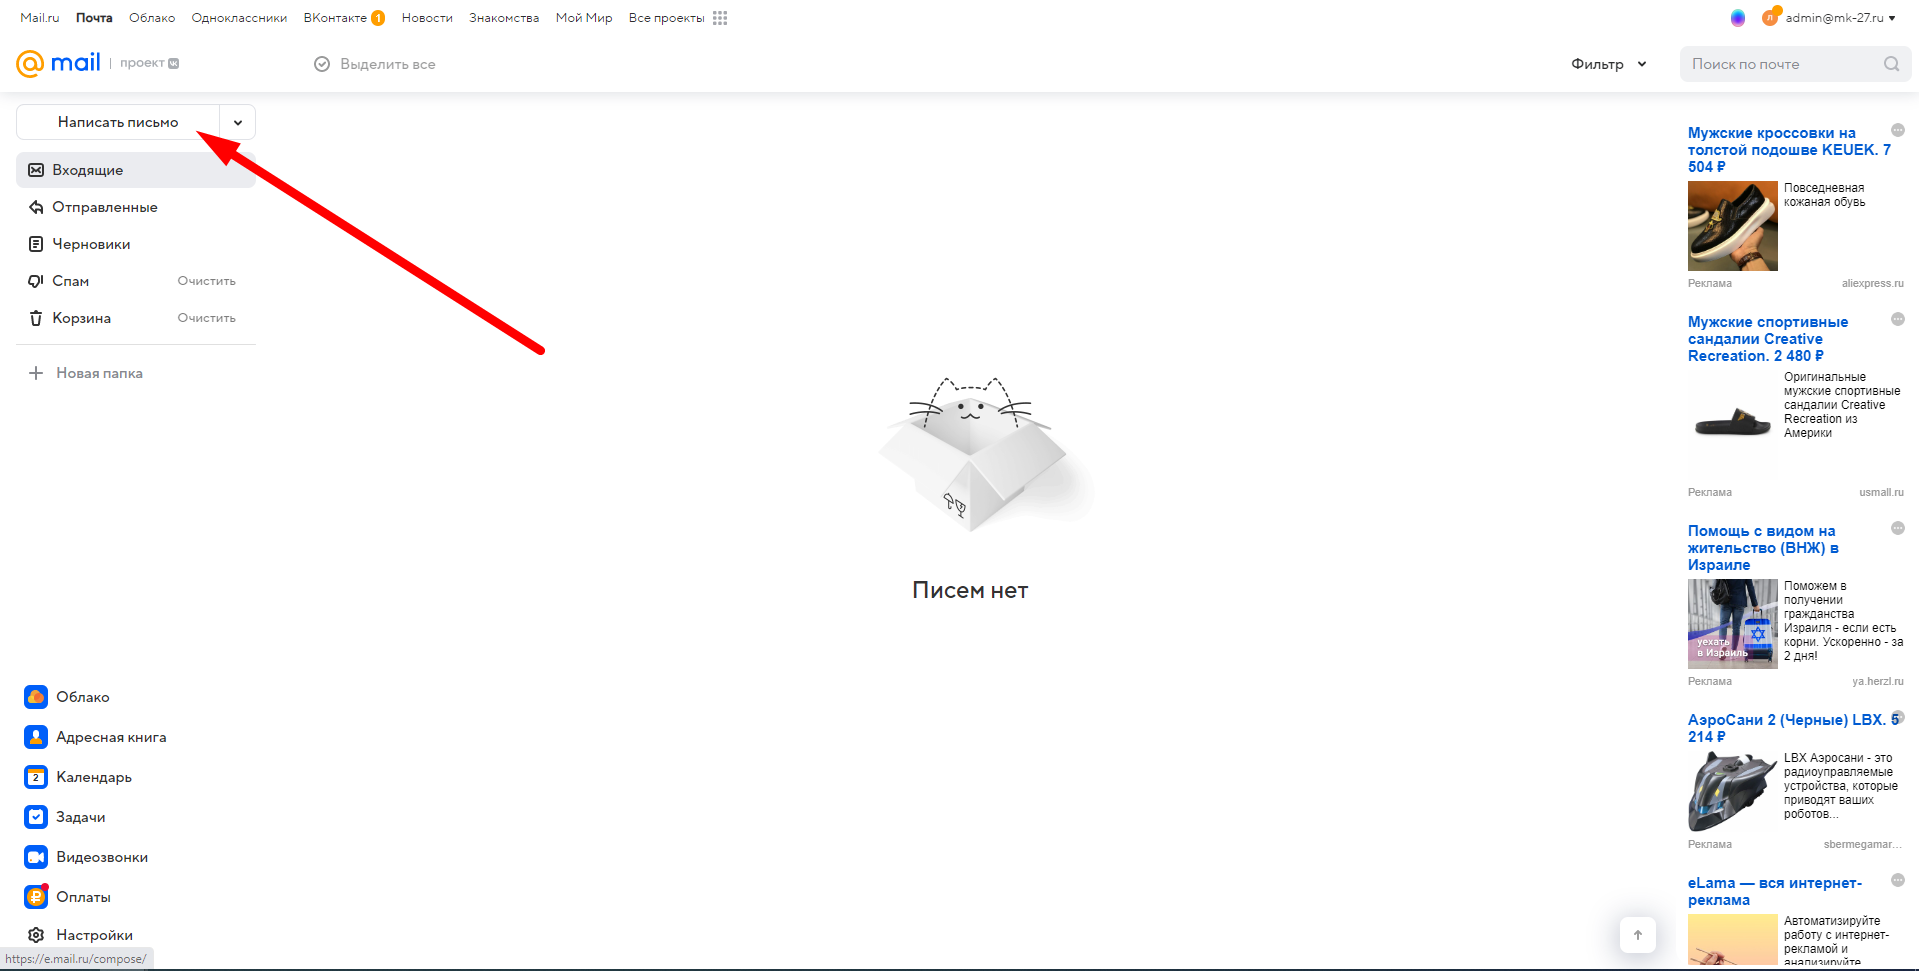 Mail.ru Почта Облако Одноклассники ВКонтакте 1 Новости Знакомства Мой Мир Все проекты
Л admin@mk-27.ru
@mail проект
Выделить все
Фильтр
Поиск по почте
Написать письмо
Входящие
Отправленные
Черновики
Спам Очистить
Корзина Очистить
Новая папка
Писем нет
Облако
Адресная книга
2 Календарь
Задачи
Видеозвонки
Оплаты
Настройки
https://e.mail.ru/compose/
Мужские кроссовки на
толстой подошве KEUEK. 7
504 ₽
Повседневная
кожаная обувь
Реклама aliexpress.ru
Мужские спортивные
сандалии Creative
Recreation. 2 480 ₽
Оригинальные
мужские спортивные
сандалии Creative
Recreation из
Америки
Реклама usmall.ru
Помощь с видом на
жительство (ВНЖ) в
Израиле
уехать
в Израиль
Поможем в
получении
гражданства
Израиля - если есть
корни. Ускоренно - за
2 дня!
Реклама ya.herzl.ru
АэроСани 2 (Черные) LBX. 5
214 ₽
LBX Аэросани - это
радиоуправляемые
устройства, которые
приводят ваших
роботов...
Реклама sbermegamar...
eLama — вся интернет-
реклама
Автоматизируйте
работу с интернет-
рекламой и
анализируйте